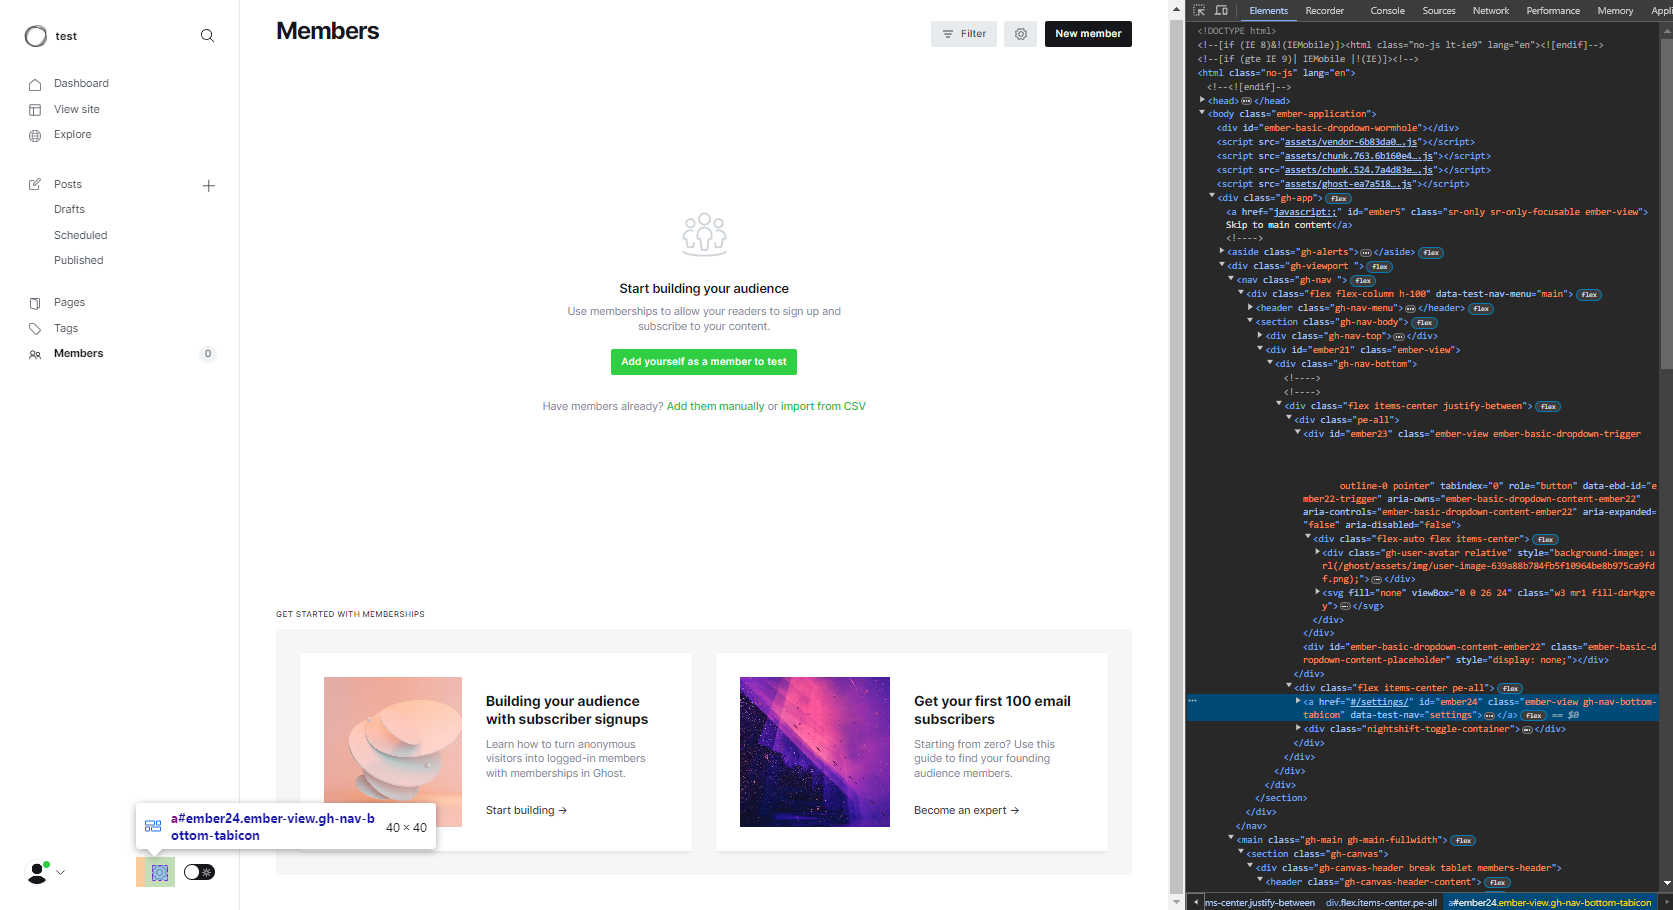 test
Dashboard
View site
Explore
Posts
Drafts
Scheduled
Published
Pages
Tags
Members
0
Members
Filter
New member
Start building your audience
Use memberships to allow your readers to sign up and
subscribe to your content.
Add yourself as a member to test
Have members already? Add them manually or import from CSV
GET STARTED WITH MEMBERSHIPS
Building your audience
with subscriber signups
Learn how to turn anonymous
visitors into logged-in members
with memberships in Ghost.
Start building →
Get your first 100 email
subscribers
Starting from zero? Use this
guide to find your founding
audience members.
Become an expert →
a#ember24.ember-view.gh-nav-b
ottom-tabicon
40 × 40
Elements Recorder Console Sources Network Performance Memory Appli
<!DOCTYPE html>
<!--[if (IE 8)&!(IEMobile)]><html class="no-js lt-ie9" lang="en"><![endif]-->
<!--[if (gte IE 9)| IEMobile |!(IE)]><!-->
<html class="no-js" lang="en">
<!--<![endif]-->
<head>…</head>
<body class="ember-application">
<div id="ember-basic-dropdown-wormhole"></div>
<script src="assets/vendor-6b83da0….js"></script>
<script src="assets/chunk.763.6b160e4….js"></script>
<script src="assets/chunk.524.7a4d83e….js"></script>
<script src="assets/ghost-ea7a518….js"></script>
<div class="gh-app"> flex
<a href="javascript:;" id="ember5" class="sr-only sr-only-focusable ember-view">
Skip to main content</a>
<!---->
<aside class="gh-alerts">…</aside> flex
<div class="gh-viewport "> flex
<nav class="gh-nav "> flex
<div class="flex flex-column h-100" data-test-nav-menu="main"> flex
<header class="gh-nav-menu">…</header> flex
<section class="gh-nav-body"> flex
<div class="gh-nav-top">…</div>
<div id="ember21" class="ember-view">
<div class="gh-nav-bottom">
<!---->
<!---->
<div class="flex items-center justify-between"> flex
<div class="pe-all">
<div id="ember23" class="ember-view ember-basic-dropdown-trigger
outline-0 pointer" tabindex="0" role="button" data-ebd-id="e
mber22-trigger" aria-owns="ember-basic-dropdown-content-ember22"
aria-controls="ember-basic-dropdown-content-ember22" aria-expanded=
"false" aria-disabled="false">
<div class="flex-auto flex items-center"> flex
<div class="gh-user-avatar relative" style="background-image: u
rl(/ghost/assets/img/user-image-639a88b784fb5f10964be8b975ca9fd
f.png);">…</div>
<svg fill="none" viewBox="0 0 26 24" class="w3 mr1 fill-darkgre
y">…</svg>
</div>
</div>
<div id="ember-basic-dropdown-content-ember22" class="ember-basic-d
ropdown-content-placeholder" style="display: none;"></div>
</div>
<div class="flex items-center pe-all"> flex
<a href="#/settings/" id="ember24" class="ember-view gh-nav-bottom-
tabicon" data-test-nav="settings">…</a> flex == $0
<div class="nightshift-toggle-container">…</div>
</div>
</div>
</div>
</div>
</section>
</div>
</nav>
<main class="gh-main gh-main-fullwidth"> flex
<section class="gh-canvas">
<div class="gh-canvas-header break tablet members-header">
<header class="gh-canvas-header-content"> flex
ms-center.justify-between div.flex.items-center.pe-all a#ember24.ember-view.gh-nav-bottom-tabicon